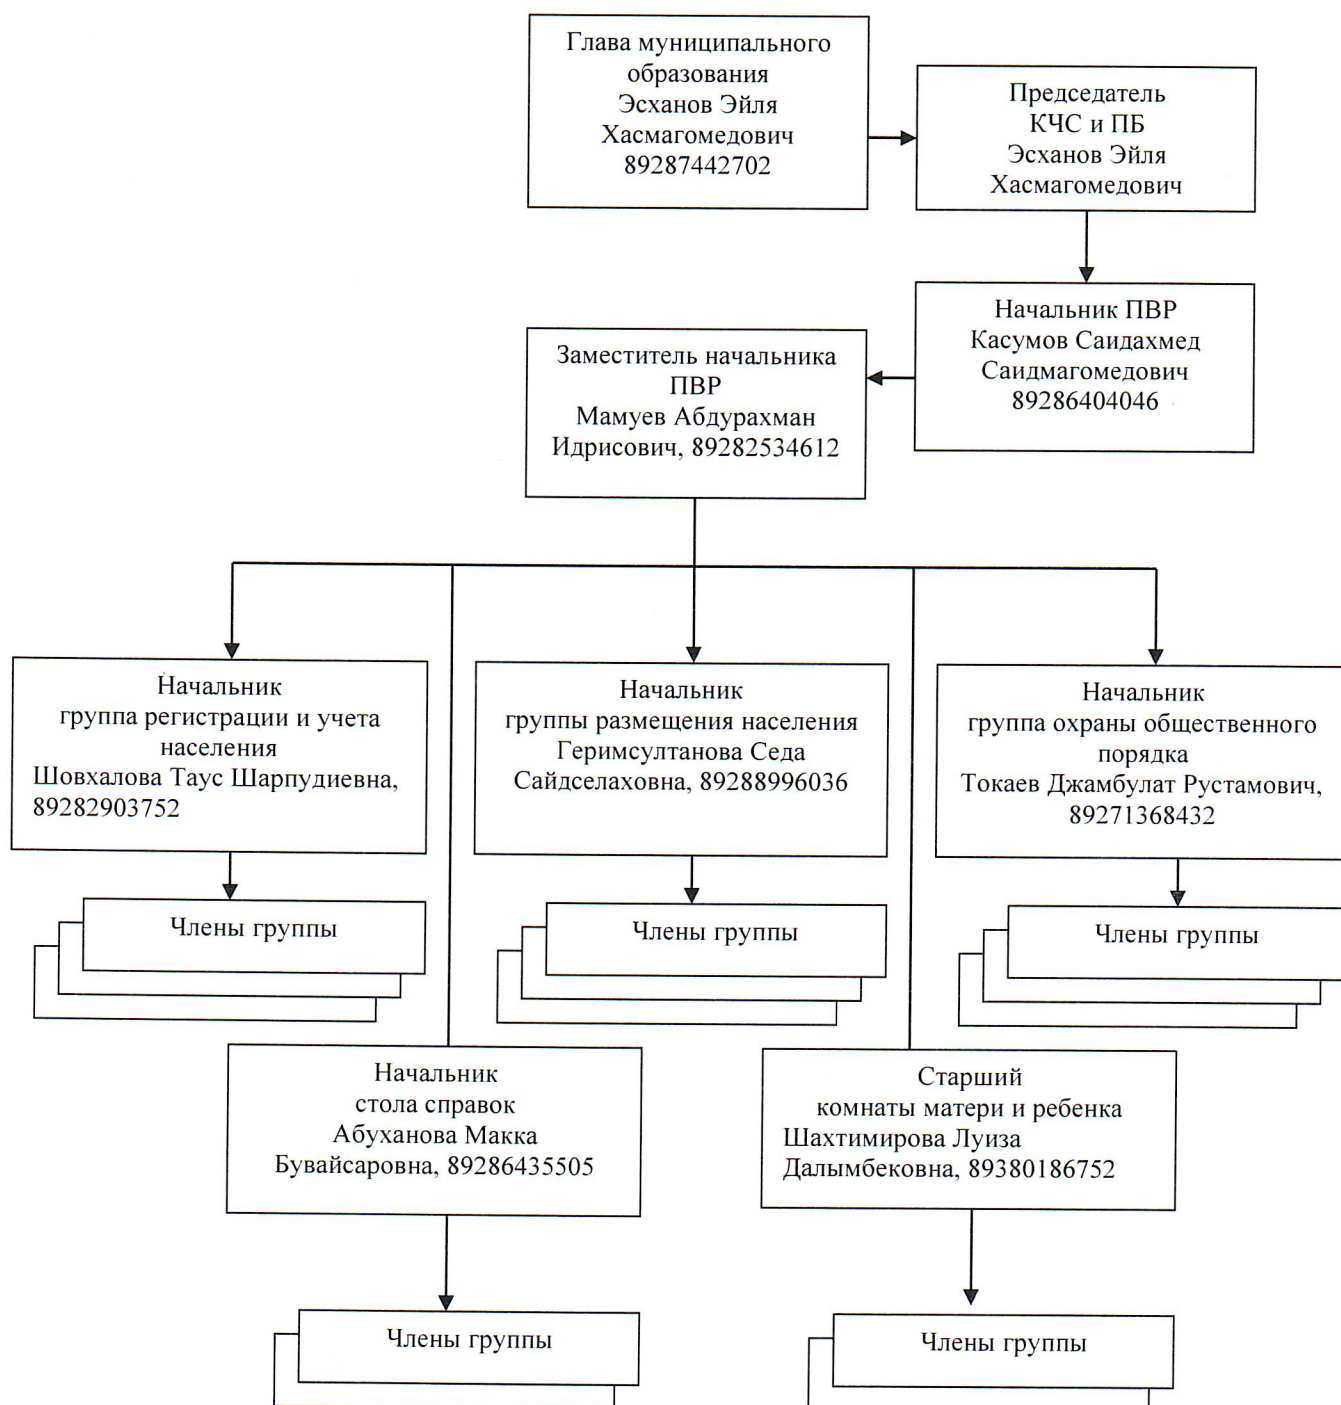 Глава муниципального
образования
Эсханов Эйля
Хасмагомедович
89287442702
Председатель
КЧС и ПБ
Эсханов Эйля
Хасмагомедович
Начальник ПВР
Касумов Саидахмед
Саидмагомедович
89286404046
Заместитель начальника
ПВР
Мамуев Абдурахман
Идрисович, 89282534612
Начальник
группа регистрации и учета
населения
Шовхалова Таус Шарпудиевна,
89282903752
Начальник
группы размещения населения
Геримсултанова Седа
Сайдселаховна, 89288996036
Начальник
группа охраны общественного
порядка
Токаев Джамбулат Рустамович,
89271368432
Члены группы
Члены группы
Члены группы
Начальник
стола справок
Абуханова Макка
Бувайсаровна, 89286435505
Старший
комнаты матери и ребенка
Шахтимирова Луиза
Далымбековна, 89380186752
Члены группы
Члены группы